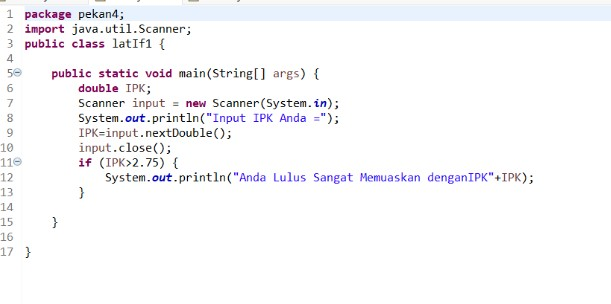 1 package pekan4;
2 import java.util.Scanner;
3 public class latIf1 {
4
5 public static void main(String[] args) {
6 double IPK;
7 Scanner input = new Scanner(System.in);
8 System.out.println("Input IPK Anda =");
9 IPK=input.nextDouble();
10 input.close();
11 if (IPK>2.75) {
12 System.out.println("Anda Lulus Sangat Memuaskan denganIPK"+IPK);
13 }
14
15 }
16
17 }